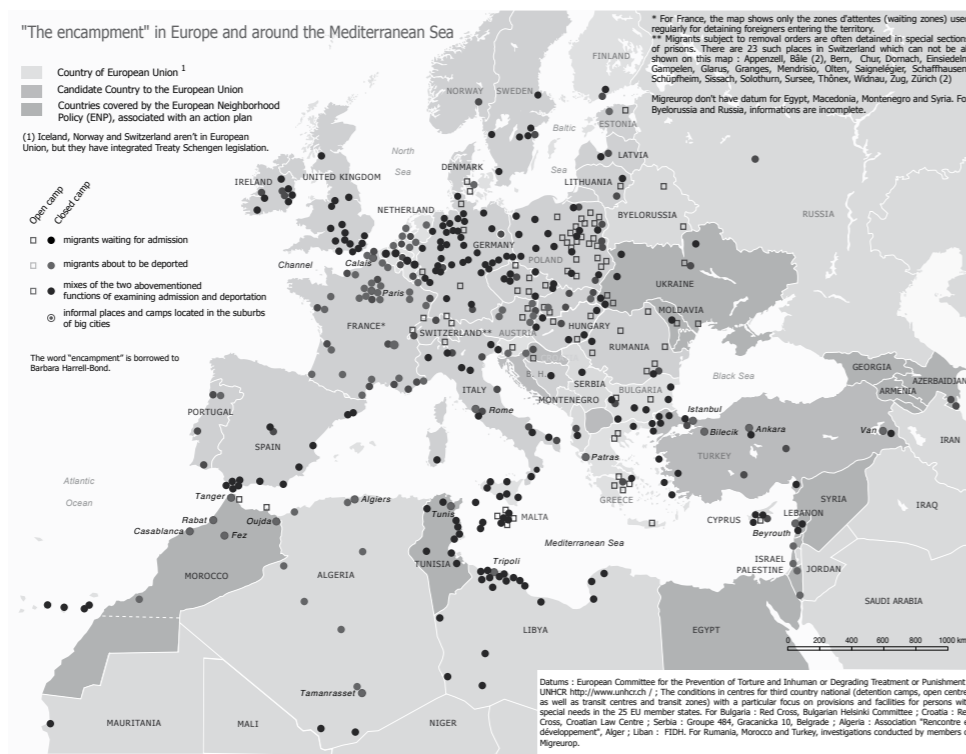 "The encampment" in Europe and around the Mediterranean Sea
Country of European Union 1
Candidate Country to the European Union
Countries covered by the European Neighborhood
Policy (ENP), associated with an action plan
(1) Iceland, Norway and Switzerland aren't in European
Union, but they have integrated Treaty Schengen legislation.
Open camp
Closed camp
migrants waiting for admission
migrants about to be deported
mixes of the two abovementioned
functions of examining admission and deportation
informal places and camps located in the suburbs
of big cities
The word "encampment" is borrowed to
Barbara Harrell-Bond.
* For France, the map shows only the zones d'attentes (waiting zones) used
regularly for detaining foreigners entering the territory.
** Migrants subject to removal orders are often detained in special section
of prisons. There are 23 such places in Switzerland which can not be al
shown on this map : Appenzell, Bâle (2), Bern, Chur, Dornach, Einsiedeln
Gampelen, Glarus, Granges, Mendrisio, Olten, Saignelégier, Schaffhausen
Schüpfheim, Sissach, Solothurn, Sursee, Thônex, Widnau, Zug, Zürich (2)
Migreurop don't have datum for Egypt, Macedonia, Montenegro and Syria. Fo
Byelorussia and Russia, informations are incomplete.
FINLAND
NORWAY
SWEDEN
ESTONIA
Baltic
Sea
North
Sea
LATVIA
DENMARK
LITHUANIA
IRELAND
UNITED KINGDOM
NETHERLAND
BYELORUSSIA
RUSSIA
GERMANY
POLAND
Calais
Channel
UKRAINE
Paris
MOLDAVIA
FRANCE*
SWITZERLAND**
AUSTRIA
HUNGARY
RUMANIA
B. H.
SERBIA
Black Sea
GEORGIA
AZERBAIDJAN
ARMENIA
MONTENEGRO
BULGARIA
ITALY
Rome
PORTUGAL
SPAIN
Istanbul
Bilecik
Ankara
Van
IRAN
TURKEY
Patras
GREECE
Atlantic
Ocean
Tanger
Algiers
Tunis
MALTA
SYRIA
IRAQ
Rabat
Oujda
Casablanca
Fez
CYPRUS
LEBANON
Beyrouth
Mediterranean Sea
MOROCCO
ALGERIA
TUNISIA
Tripoli
ISRAEL
PALESTINE
JORDAN
SAUDI ARABIA
LIBYA
EGYPT
0 200 400 600 800 1000 km
Tamanrasset
MAURITANIA
MALI
NIGER
Datums : European Committee for the Prevention of Torture and Inhuman or Degrading Treatment or Punishment
UNHCR http://www.unhcr.ch / ; The conditions in centres for third country national (detention camps, open centre
as well as transit centres and transit zones) with a particular focus on provisions and facilities for persons wit
special needs in the 25 EU member states. For Bulgaria : Red Cross, Bulgarian Helsinki Committee ; Croatia : Re
Cross, Croatian Law Centre ; Serbia : Groupe 484, Gracanicka 10, Belgrade ; Algeria : Association "Rencontre e
développement", Alger ; Liban : FIDH. For Rumania, Morocco and Turkey, investigations conducted by members o
Migreurop.